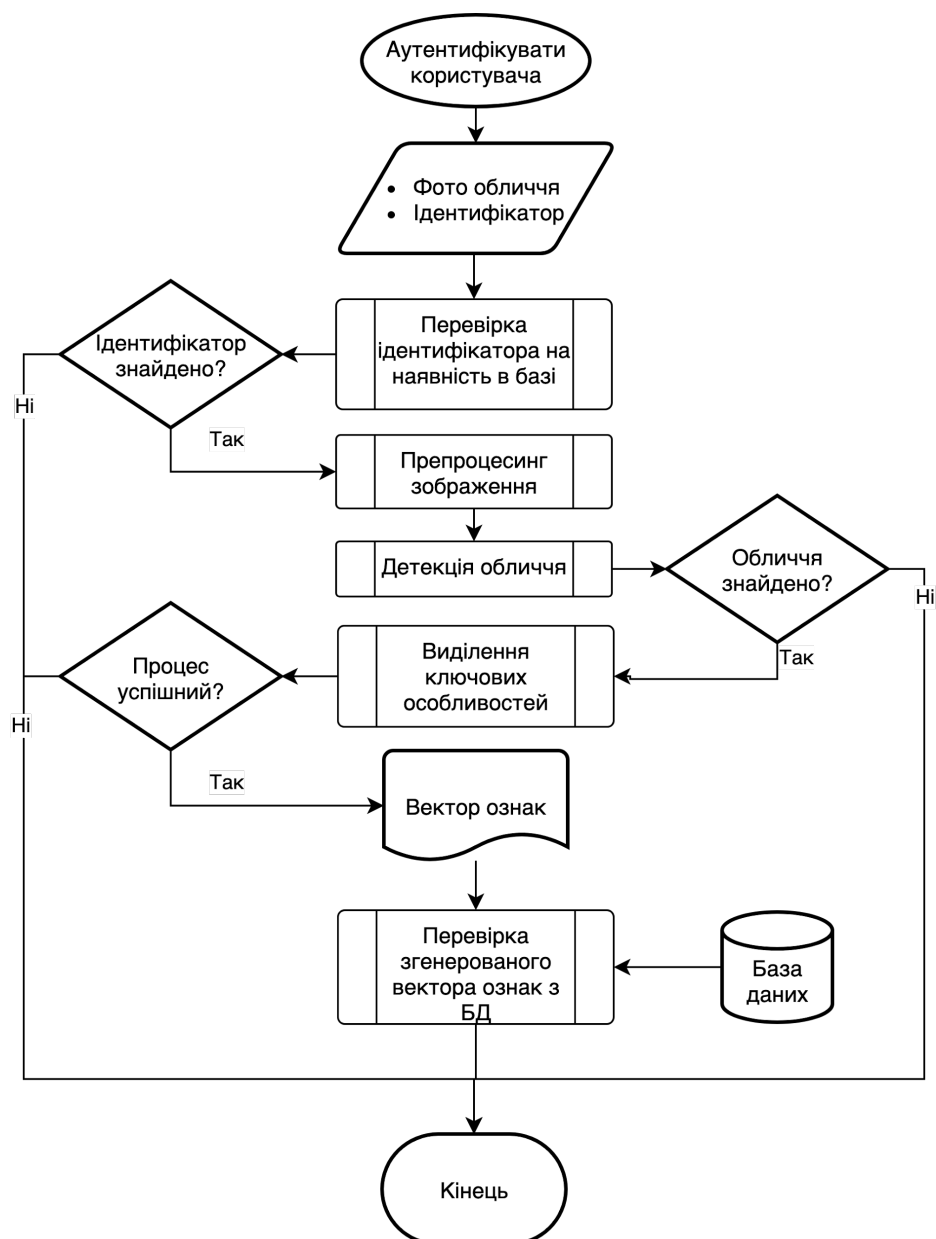 Аутентифікувати
користувача
• Фото обличчя
• Ідентифікатор
Перевірка
ідентифікатора на
наявність в базі
Ідентифікатор
знайдено?
Ні
Так
Препроцесинг
зображення
Детекція обличчя
Обличчя
знайдено?
Ні
Так
Виділення
ключових
особливостей
Процес
успішний?
Ні
Так
Вектор ознак
Перевірка
згенерованого
вектора ознак з
БД
База
даних
Кінець